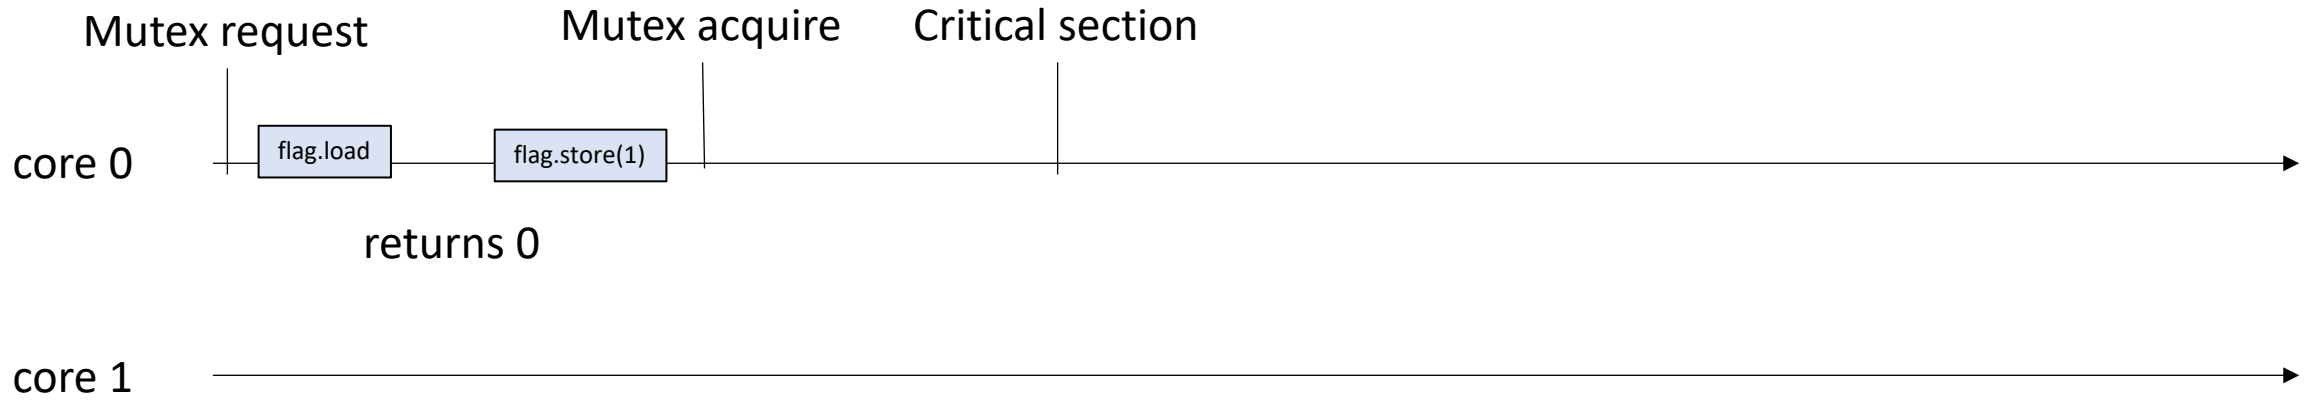 Mutex request
Mutex acquire
Critical section
core 0
flag.load
flag.store(1)
returns 0
core 1